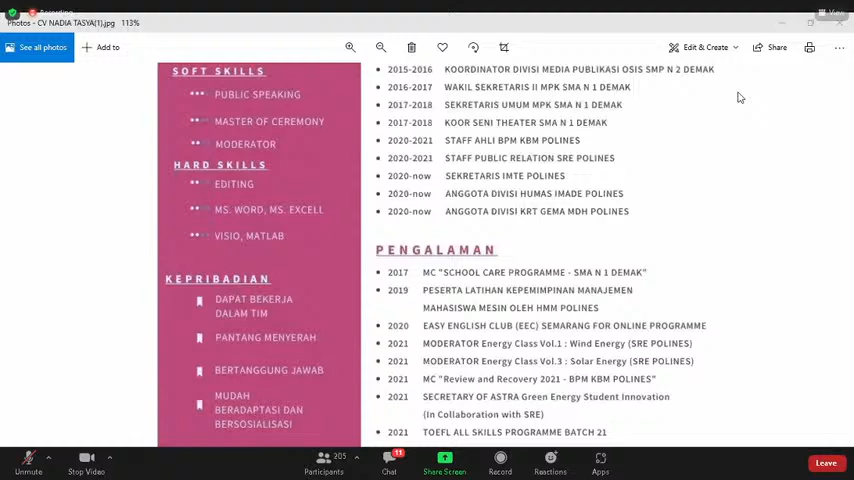 Recording
View
Photos - CV NADIA TASYA(1).jpg 113%
See all photos
Add to
Edit & Create
Share
SOFT SKILLS
PUBLIC SPEAKING
MASTER OF CEREMONY
MODERATOR
HARD SKILLS
EDITING
MS. WORD, MS. EXCELL
VISIO, MATLAB
KEPRIBADIAN
DAPAT BEKERJA
DALAM TIM
PANTANG MENYERAH
BERTANGGUNG JAWAB
MUDAH
BERADAPTASI DAN
BERSOSIALISASI
2015-2016 KOORDINATOR DIVISI MEDIA PUBLIKASI OSIS SMP N 2 DEMAK
2016-2017 WAKIL SEKRETARIS II MPK SMA N 1 DEMAK
2017-2018 SEKRETARIS UMUM MPK SMA N 1 DEMAK
2017-2018 KOOR SENI THEATER SMA N 1 DEMAK
2020-2021 STAFF AHLI BPM KBM POLINES
2020-2021 STAFF PUBLIC RELATION SRE POLINES
2020-now SEKRETARIS IMTE POLINES
2020-now ANGGOTA DIVISI HUMAS IMADE POLINES
2020-now ANGGOTA DIVISI KRT GEMA MDH POLINES
PENGALAMAN
2017 MC "SCHOOL CARE PROGRAMME - SMA N 1 DEMAK"
2019 PESERTA LATIHAN KEPEMIMPINAN MANAJEMEN
MAHASISWA MESIN OLEH HMM POLINES
2020 EASY ENGLISH CLUB (EEC) SEMARANG FOR ONLINE PROGRAMME
2021 MODERATOR Energy Class Vol.1 : Wind Energy (SRE POLINES)
2021 MODERATOR Energy Class Vol.3 : Solar Energy (SRE POLINES)
2021 MC "Review and Recovery 2021 - BPM KBM POLINES"
2021 SECRETARY OF ASTRA Green Energy Student Innovation
(In Collaboration with SRE)
2021 TOEFL ALL SKILLS PROGRAMME BATCH 21
Unmute
Stop Video
205
Participants
11
Chat
Share Screen
Record
Reactions
Apps
Leave